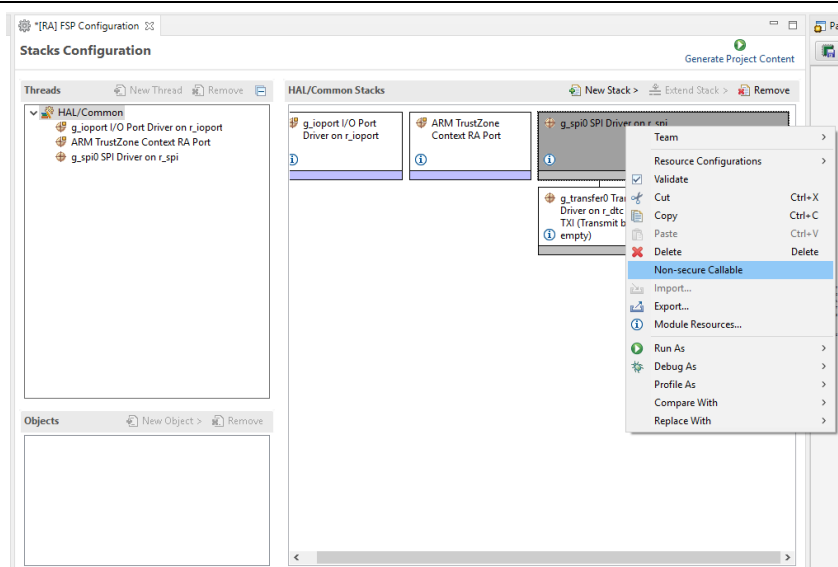 *[RA] FSP Configuration
Pa
Stacks Configuration
Generate Project Content
Threads
New Thread
Remove
HAL/Common Stacks
New Stack >
Extend Stack >
Remove
HAL/Common
g_ioport I/O Port Driver on r_ioport
ARM TrustZone Context RA Port
g_spi0 SPI Driver on r_spi
g_ioport I/O Port
Driver on r_ioport
ARM TrustZone
Context RA Port
g_spi0 SPI Driver on r_spi
g_transfer0 Tra
Driver on r_dtc
TXI (Transmit b
empty)
Team
Resource Configurations
Validate
Cut Ctrl+X
Copy Ctrl+C
Paste Ctrl+V
Delete Delete
Non-secure Callable
Import...
Export...
Module Resources...
Run As
Debug As
Profile As
Compare With
Replace With
Objects
New Object >
Remove